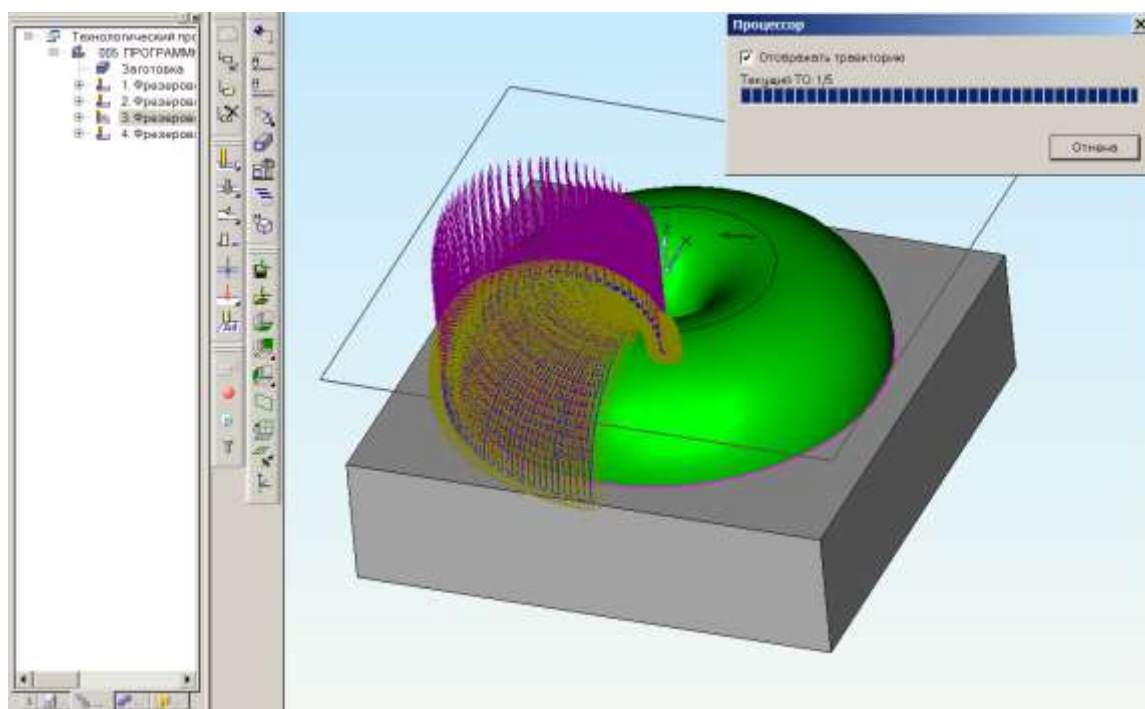 Технологический про
005 ПРОГРАММН
Заготовка
1. Фрезеров
2. Фрезеров
3. Фрезеров
4. Фрезеров
Процессор
Отображать траекторию
Текущий ТО: 1/5
Отмена
Z
X